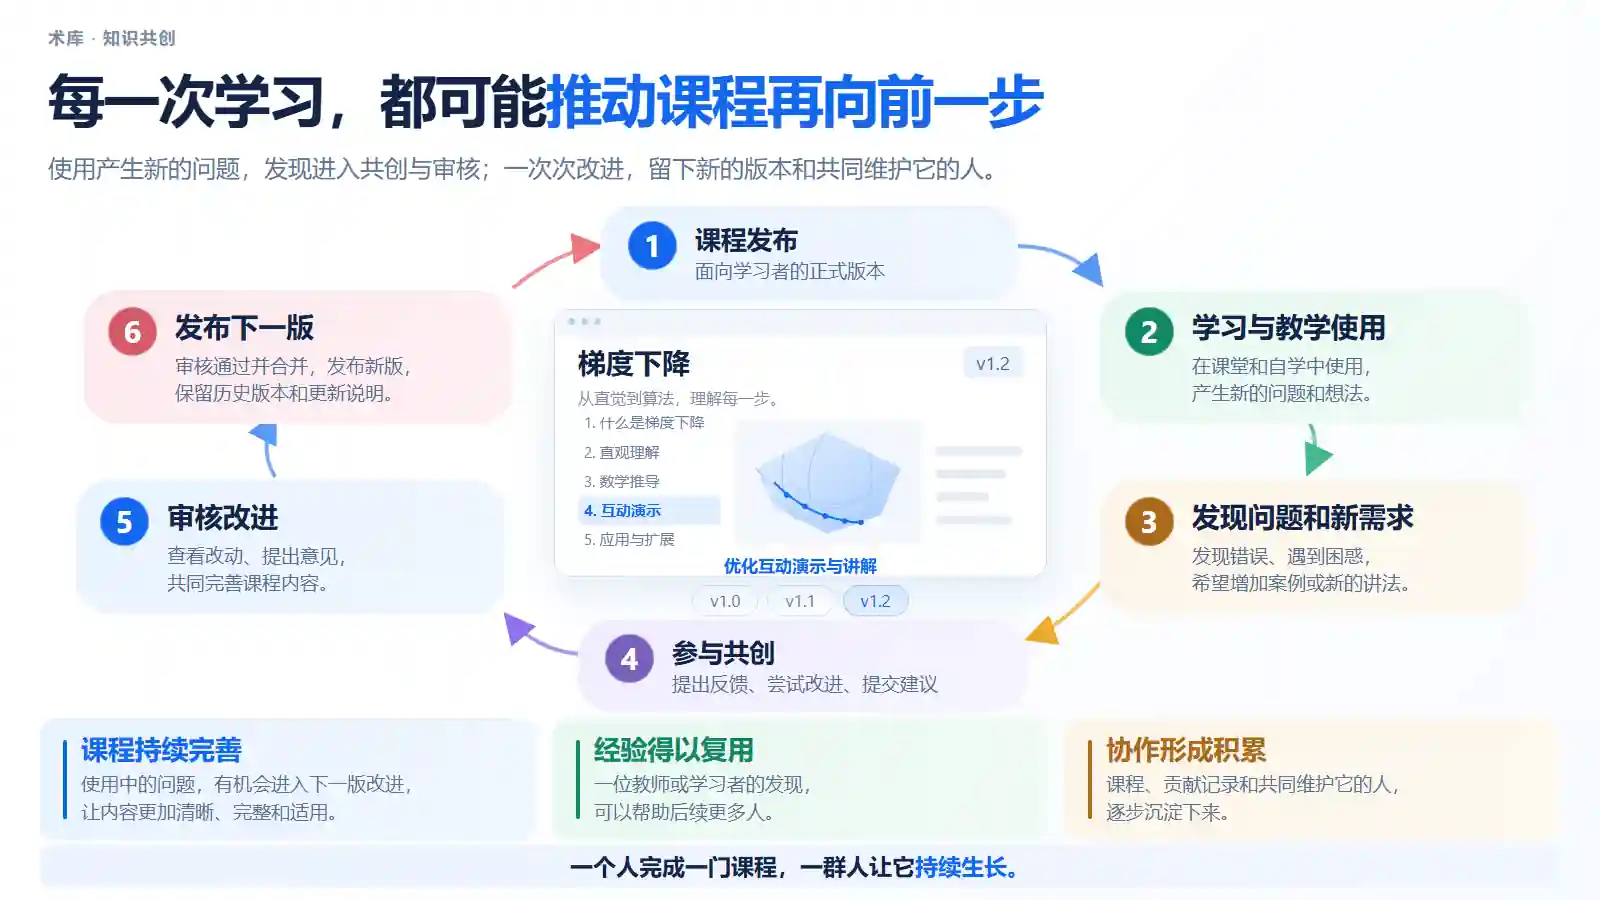 术库 · 知识共创
每一次学习，都可能推动课程再向前一步
使用产生新的问题，发现进入共创与审核；一次次改进，留下新的版本和共同维护它的人。
1 课程发布
面向学习者的正式版本
2 学习与教学使用
在课堂和自学中使用，
产生新的问题和想法。
3 发现问题和新需求
发现错误、遇到困惑，
希望增加案例或新的讲法。
4 参与共创
提出反馈、尝试改进、提交建议
5 审核改进
查看改动、提出意见，
共同完善课程内容。
6 发布下一版
审核通过并合并，发布新版，
保留历史版本和更新说明。
梯度下降 v1.2
从直觉到算法，理解每一步。
1. 什么是梯度下降
2. 直观理解
3. 数学推导
4. 互动演示
5. 应用与扩展
优化互动演示与讲解
v1.0 v1.1 v1.2
课程持续完善
使用中的问题，有机会进入下一版改进，
让内容更加清晰、完整和适用。
经验得以复用
一位教师或学习者的发现，
可以帮助后续更多人。
协作形成积累
课程、贡献记录和共同维护它的人，
逐步沉淀下来。
一个人完成一门课程，一群人让它持续生长。